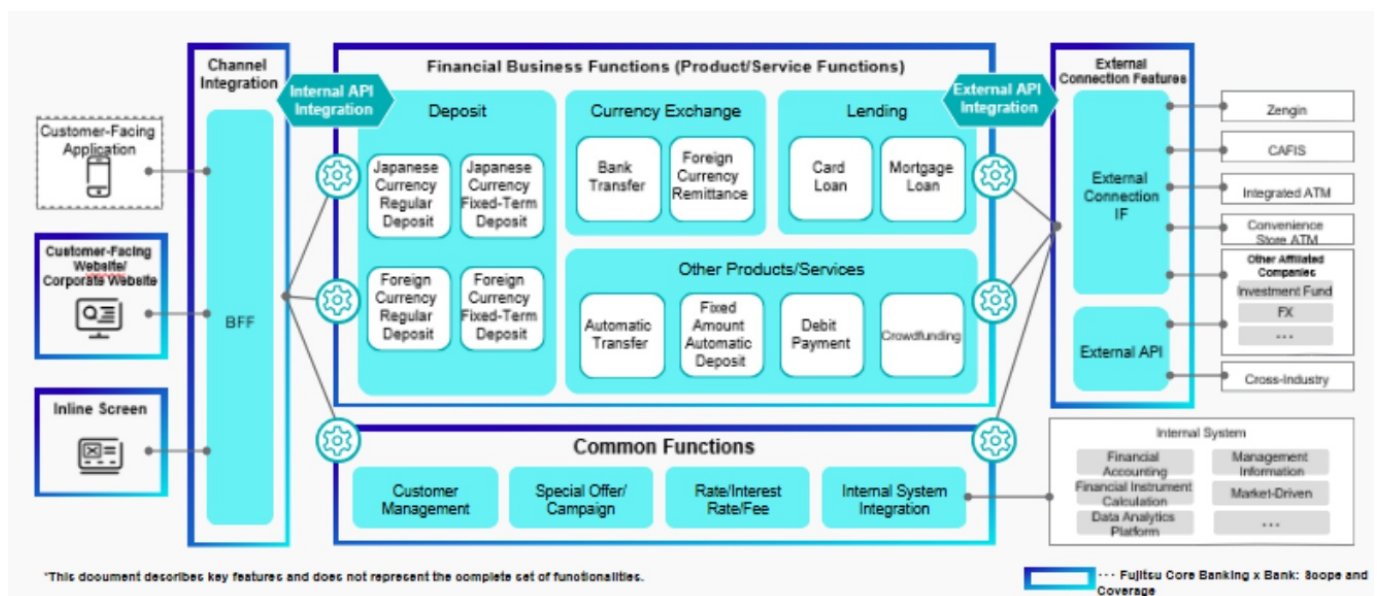 Channel
Integration
Internal API
Integration
Financial Business Functions (Product/Service Functions)
External API
Integration
External
Connection Features
Customer-Facing
Application
Customer-Facing
Website/
Corporate Website
Inline Screen
BFF
Deposit
Japanese
Currency
Regular
Deposit
Japanese
Currency
Fixed-Term
Deposit
Foreign
Currency
Regular
Deposit
Foreign
Currency
Fixed-Term
Deposit
Currency Exchange
Bank
Transfer
Foreign
Currency
Remittance
Lending
Card
Loan
Mortgage
Loan
Other Products/Services
Automatic
Transfer
Fixed
Amount
Automatic
Deposit
Debit
Payment
Crowdfunding
Common Functions
Customer
Management
Special Offer/
Campaign
Rate/Interest
Rate/Fee
Internal System
Integration
External
Connection
IF
External API
Zengin
CAFIS
Integrated ATM
Convenience
Store ATM
Other Affiliated
Companies
Investment Fund
FX
...
Cross-Industry
Internal System
Financial
Accounting
Management
Information
Financial Instrument
Calculation
Market-Driven
Data Analytics
Platform
...
*This document describes key features and does not represent the complete set of functionalities.
... Fujitsu Core Banking x Bank: Scope and
Coverage